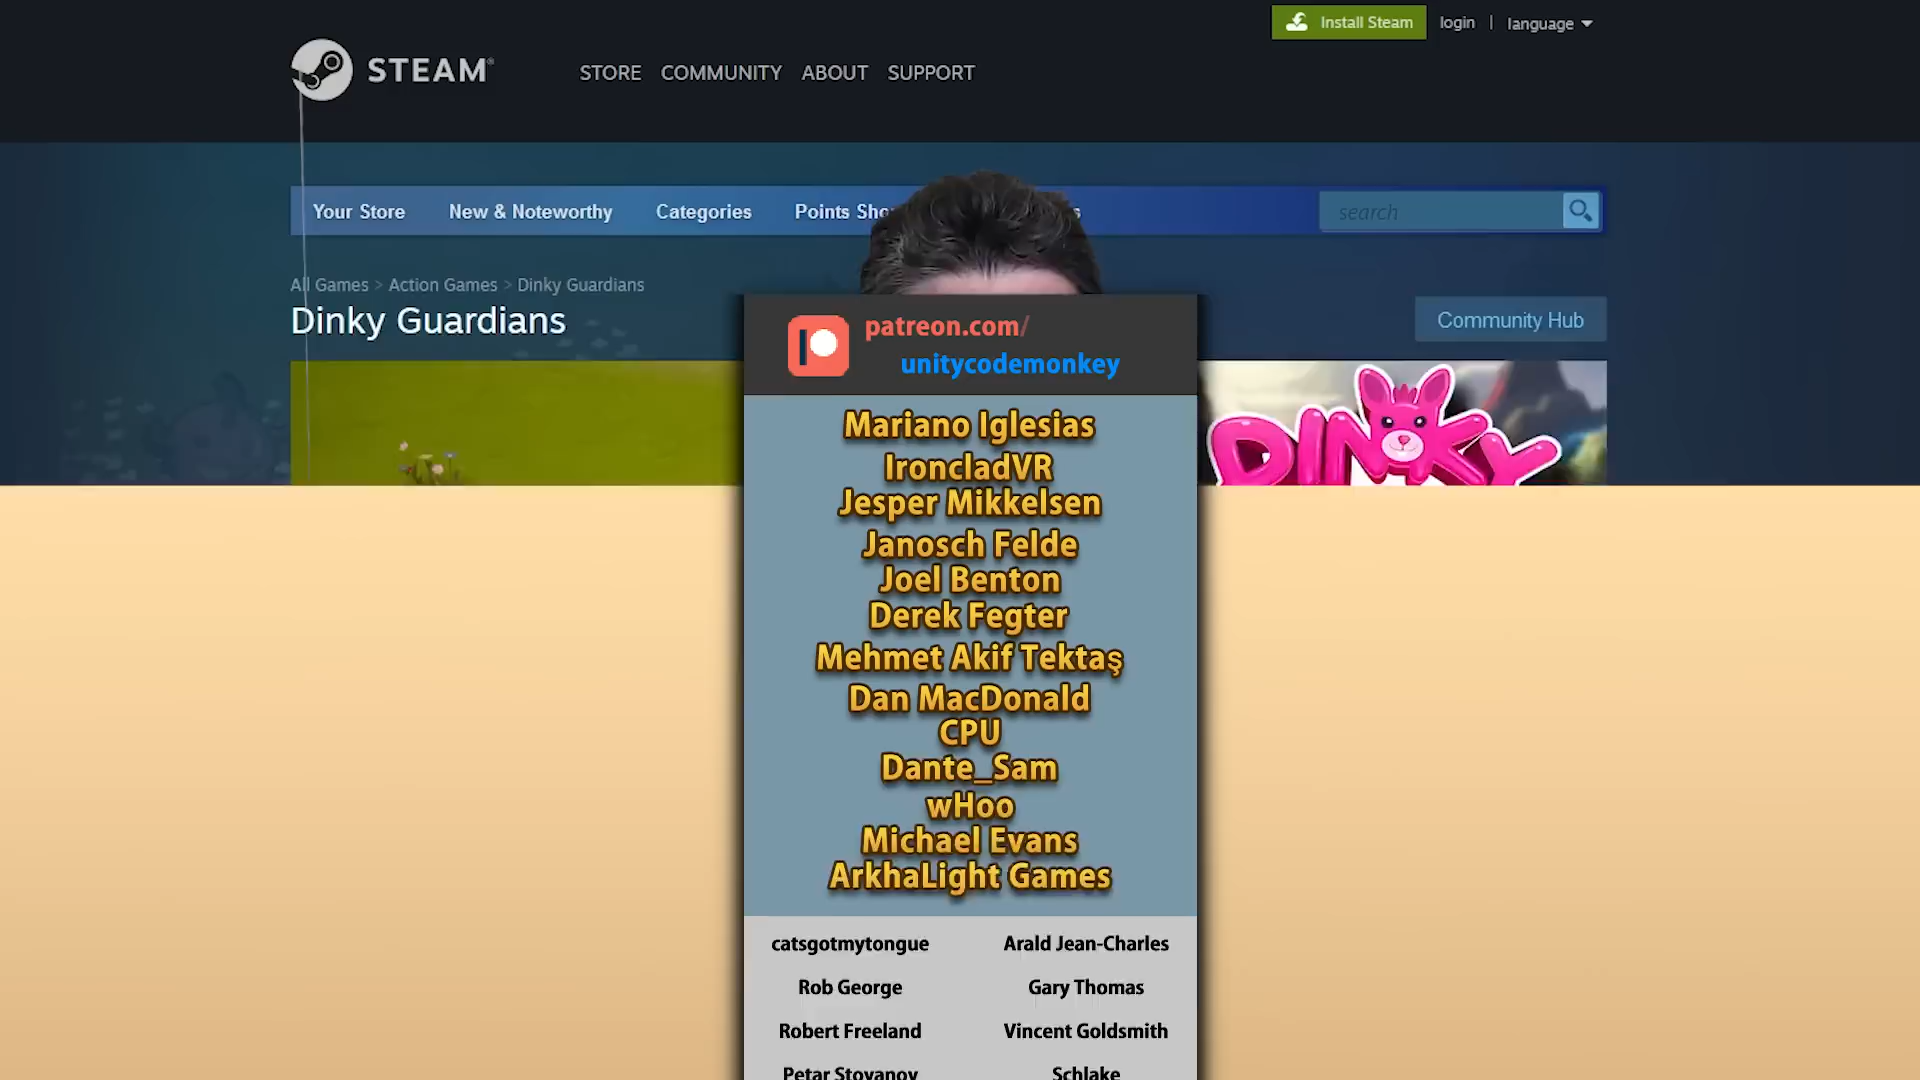 Install Steam login | language
STEAM®
STORE COMMUNITY ABOUT SUPPORT
Your Store New & Noteworthy Categories Points search
All Games > Action Games > Dinky Guardians
Dinky Guardians
Community Hub
patreon.com/
unitycodemonkey
DINKY
Mariano Iglesias
IroncladVR
Jesper Mikkelsen
Janosch Felde
Joel Benton
Derek Fegter
Mehmet Akif Tektaş
Dan MacDonald
CPU
Dante_Sam
wHoo
Michael Evans
ArkhaLight Games
catsgotmytongue Arald Jean-Charles
Rob George Gary Thomas
Robert Freeland Vincent Goldsmith
Petar Stoyanov Schlake